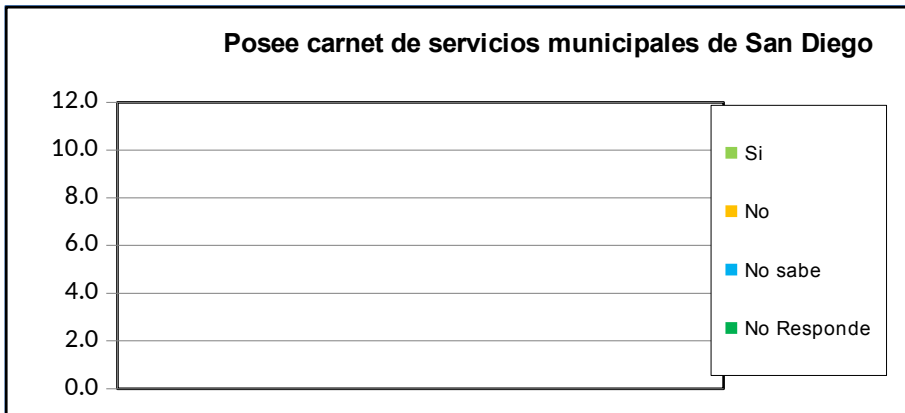 Posee carnet de servicios municipales de San Diego
12.0
10.0
8.0
6.0
4.0
2.0
0.0
Si
No
No sabe
No Responde